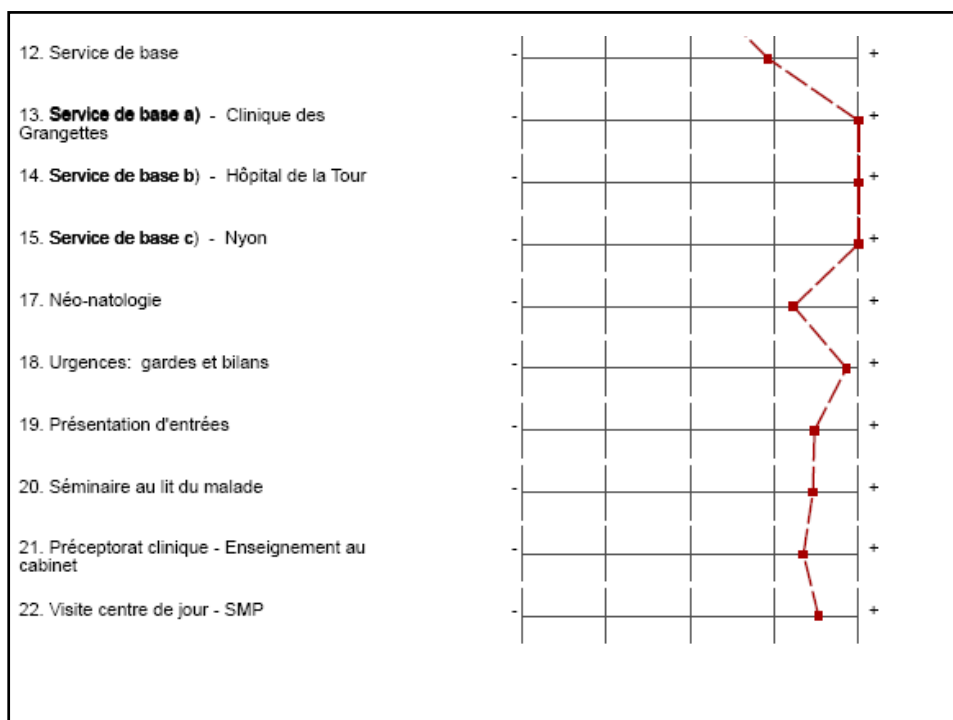 12. Service de base - +
13. Service de base a) - Clinique des
Grangettes - +
14. Service de base b) - Hôpital de la Tour - +
15. Service de base c) - Nyon - +
17. Néo-natologie - +
18. Urgences: gardes et bilans - +
19. Présentation d'entrées - +
20. Séminaire au lit du malade - +
21. Préceptorat clinique - Enseignement au
cabinet - +
22. Visite centre de jour - SMP - +